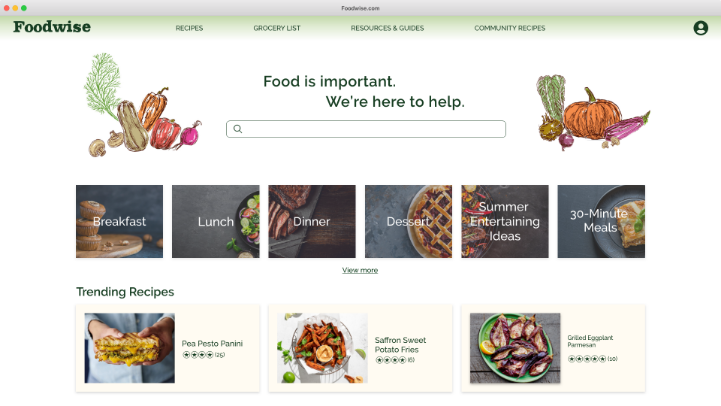 Foodwise.com
Foodwise
RECIPES
GROCERY LIST
RESOURCES & GUIDES
COMMUNITY RECIPES
Food is important.
We're here to help.
Breakfast
Lunch
Dinner
Dessert
Summer
Entertaining
Ideas
30-Minute
Meals
View more
Trending Recipes
Pea Pesto Panini
(25)
Saffron Sweet
Potato Fries
(6)
Grilled Eggplant
Parmesan
(10)